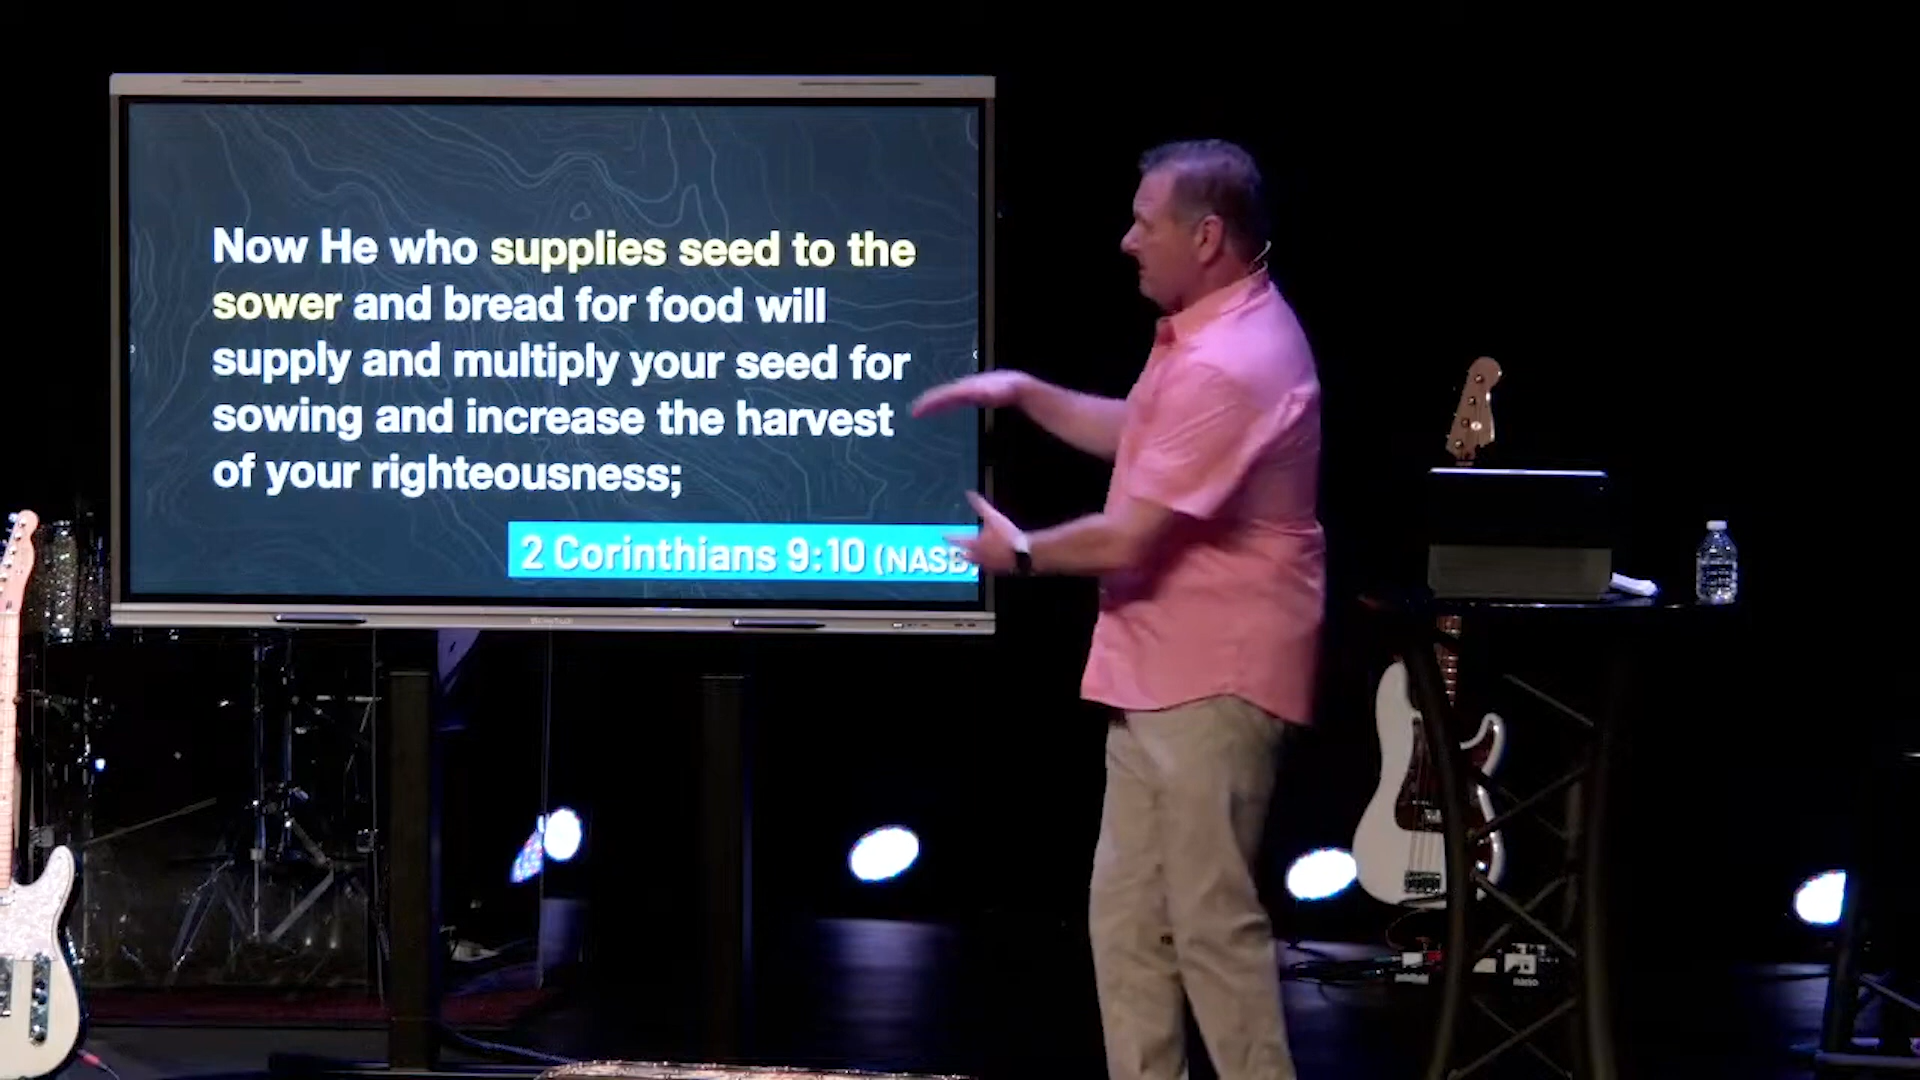 Now He who supplies seed to the
sower and bread for food will
supply and multiply your seed for
sowing and increase the harvest
of your righteousness;
2 Corinthians 9:10 (NASB)